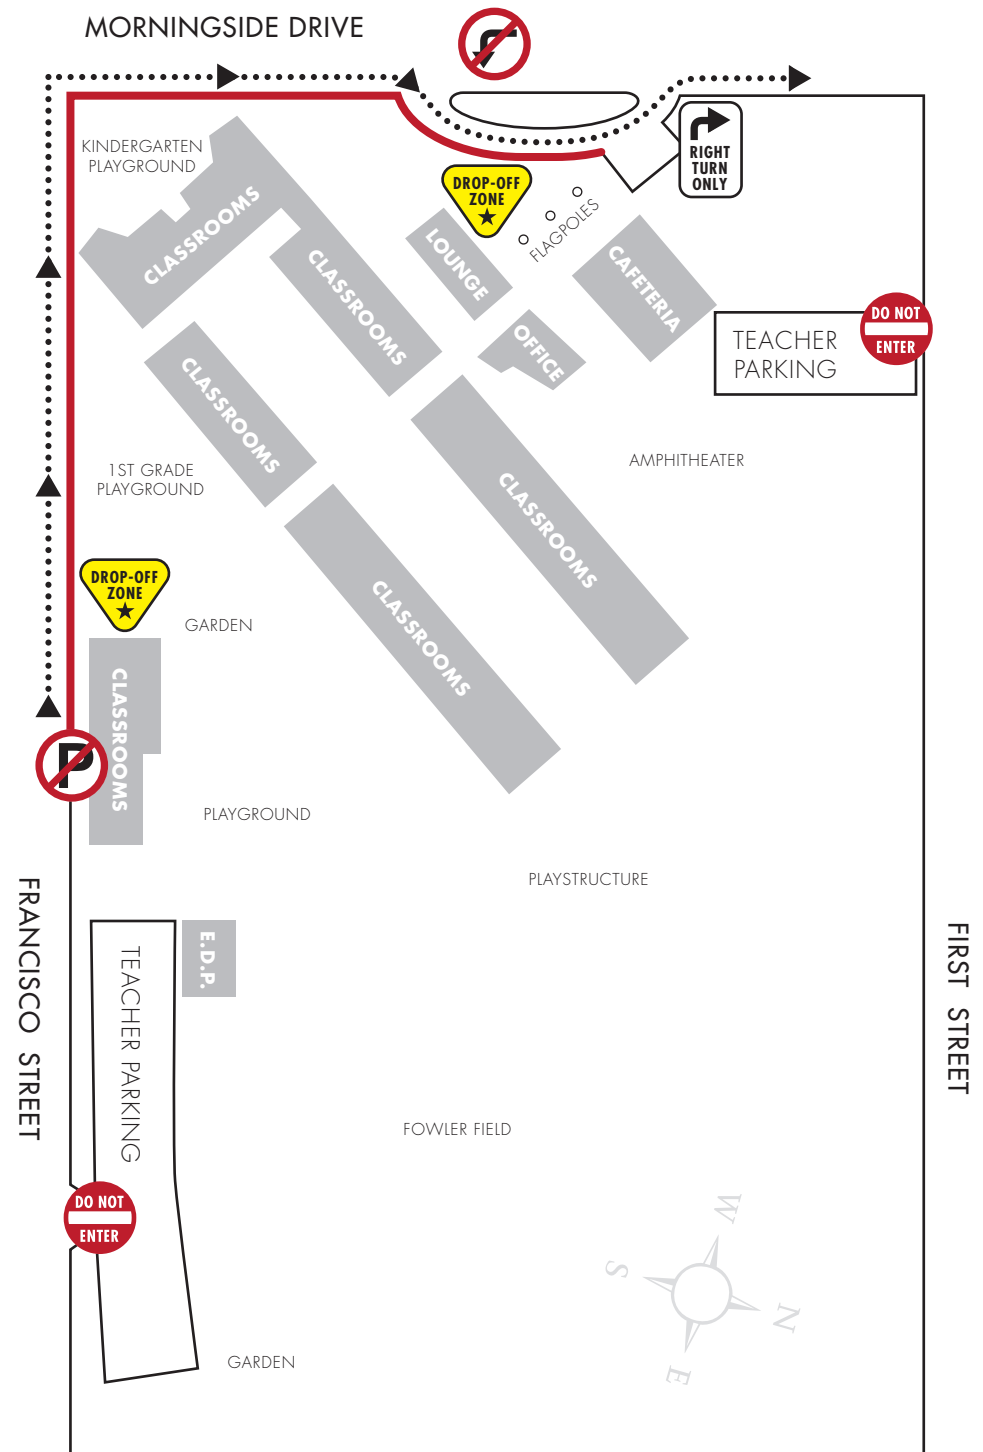 MORNINGSIDE DRIVE
KINDERGARTEN
PLAYGROUND
CLASSROOMS
CLASSROOMS
DROP-OFF
ZONE
LOUNGE
FLAGPOLES
RIGHT
TURN
ONLY
CAFETERIA
OFFICE
TEACHER
PARKING
DO NOT
ENTER
CLASSROOMS
1ST GRADE
PLAYGROUND
CLASSROOMS
AMPHITHEATER
DROP-OFF
ZONE
GARDEN
CLASSROOMS
CLASSROOMS
P
PLAYGROUND
PLAYSTRUCTURE
FRANCISCO STREET
TEACHER PARKING
E.D.P.
FIRST STREET
FOWLER FIELD
DO NOT
ENTER
W
S
N
E
GARDEN